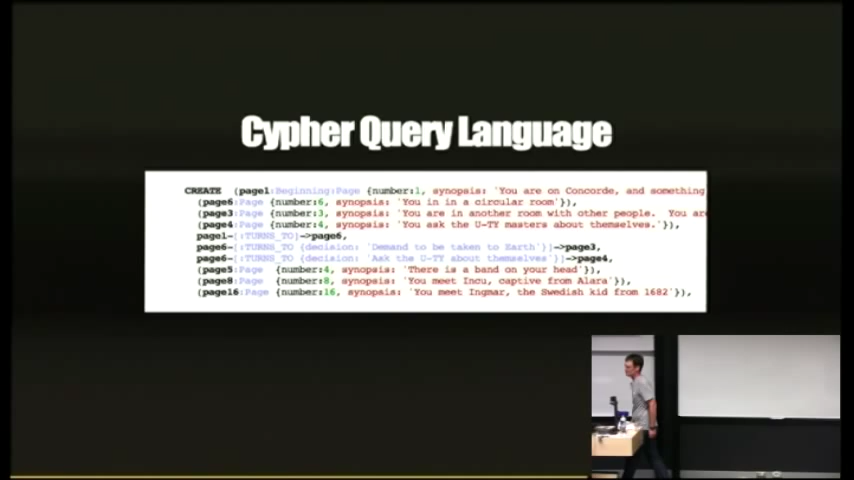 Cypher Query Language
CREATE (page1:Beginning:Page {number:1, synopsis: 'You are on Concorde, and something
(page6:Page {number:6, synopsis: 'You in in a circular room'}),
(page3:Page {number:3, synopsis: 'You are in another room with other people. You are
(page4:Page {number:4, synopsis: 'You ask the U-TY masters about themselves.'}),
page1-[:TURNS_TO]->page6,
page6-[:TURNS_TO {decision: 'Demand to be taken to Earth'}]->page3,
page6-[:TURNS_TO {decision: 'Ask the U-TY about themselves'}]->page4,
(page5:Page {number:4, synopsis: 'There is a band on your head'}),
(page8:Page {number:8, synopsis: 'You meet Incu, captive from Alara'}),
(page16:Page {number:16, synopsis: 'You meet Ingmar, the Swedish kid from 1682'}),